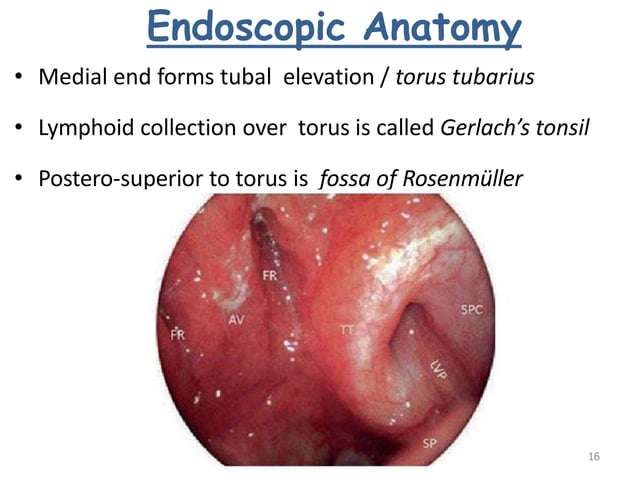 Endoscopic Anatomy
• Medial end forms tubal elevation / torus tubarius
• Lymphoid collection over torus is called Gerlach’s tonsil
• Postero-superior to torus is fossa of Rosenmüller
FR
SPC
AV
TT
FR
LVP
SP
16